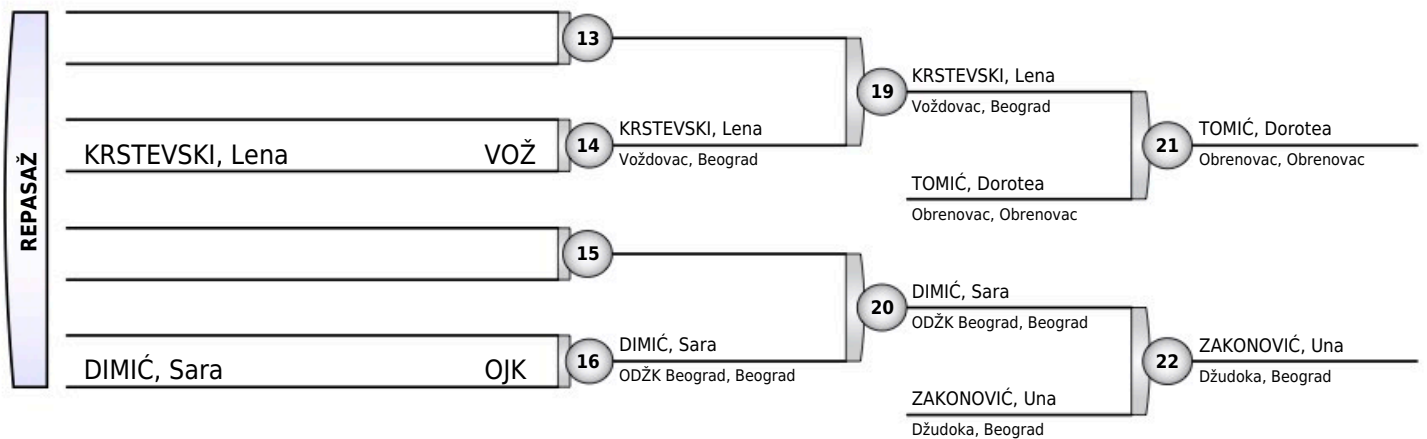 REPASAŽ
13
KRSTEVSKI, Lena VOŽ
14
KRSTEVSKI, Lena
Voždovac, Beograd
15
DIMIĆ, Sara OJK
16
DIMIĆ, Sara
ODŽK Beograd, Beograd
19
KRSTEVSKI, Lena
Voždovac, Beograd
TOMIĆ, Dorotea
Obrenovac, Obrenovac
20
DIMIĆ, Sara
ODŽK Beograd, Beograd
ZAKONOVIĆ, Una
Džudoka, Beograd
21
TOMIĆ, Dorotea
Obrenovac, Obrenovac
22
ZAKONOVIĆ, Una
Džudoka, Beograd